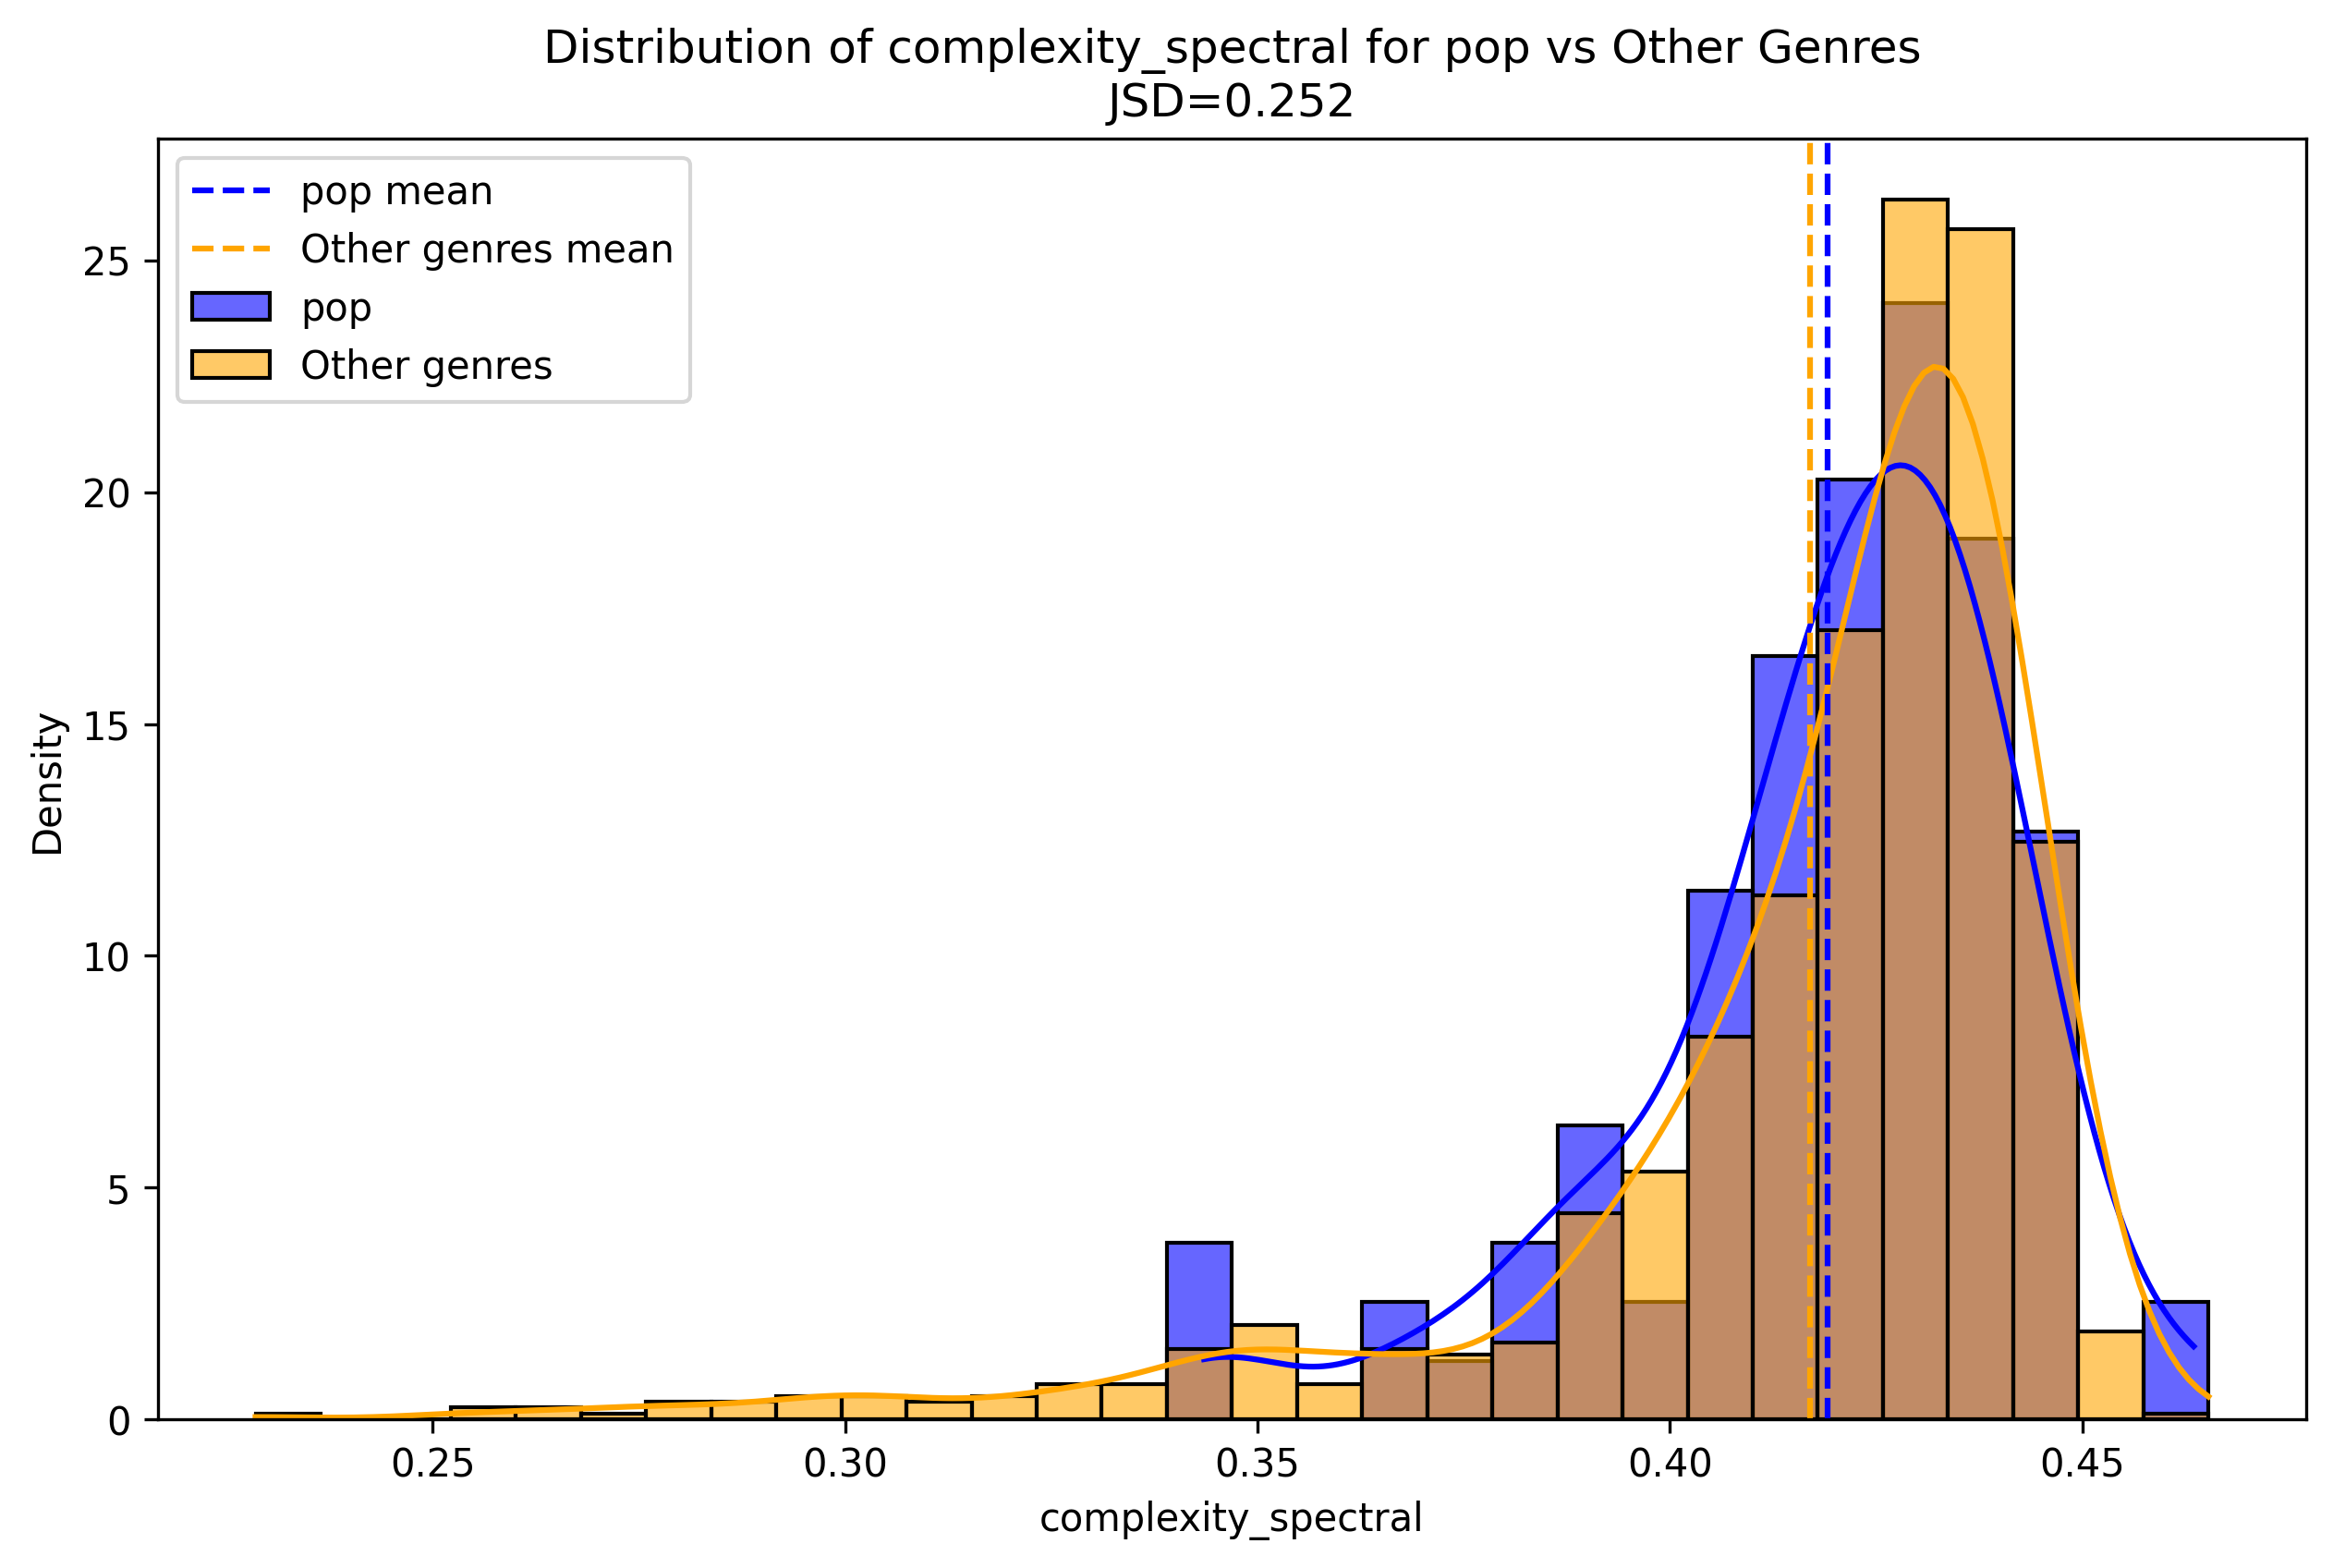 Distribution of complexity_spectral for pop vs Other Genres
JSD=0.252
pop mean
Other genres mean
pop
Other genres
25
20
15
10
5
0
Density
0.25 0.30 0.35 0.40 0.45
complexity_spectral